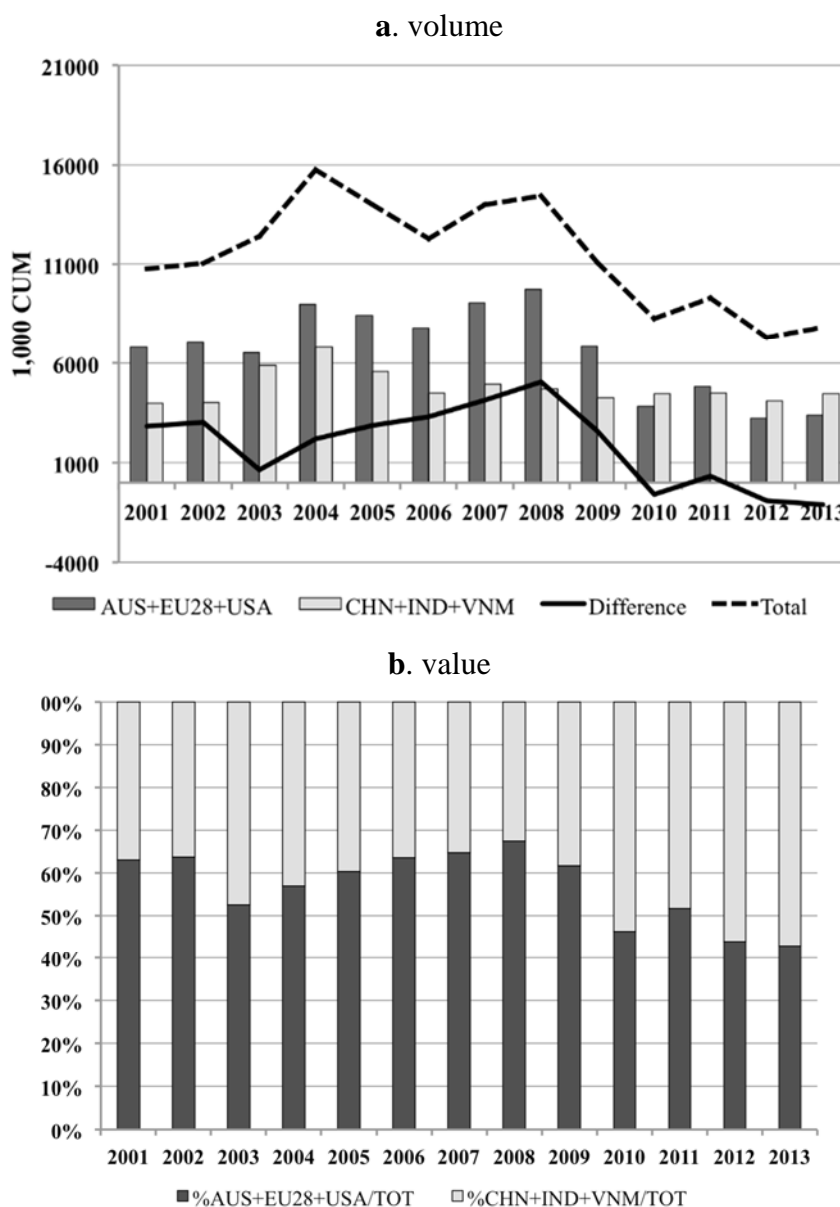 a. volume
21000
16000
11000
6000
1000
-4000
1,000 CUM
2001 2002 2003 2004 2005 2006 2007 2008 2009 2010 2011 2012 2013
AUS+EU28+USA CHN+IND+VNM Difference Total
b. value
00%
90%
80%
70%
60%
50%
40%
30%
20%
10%
0%
2001 2002 2003 2004 2005 2006 2007 2008 2009 2010 2011 2012 2013
%AUS+EU28+USA/TOT %CHN+IND+VNM/TOT